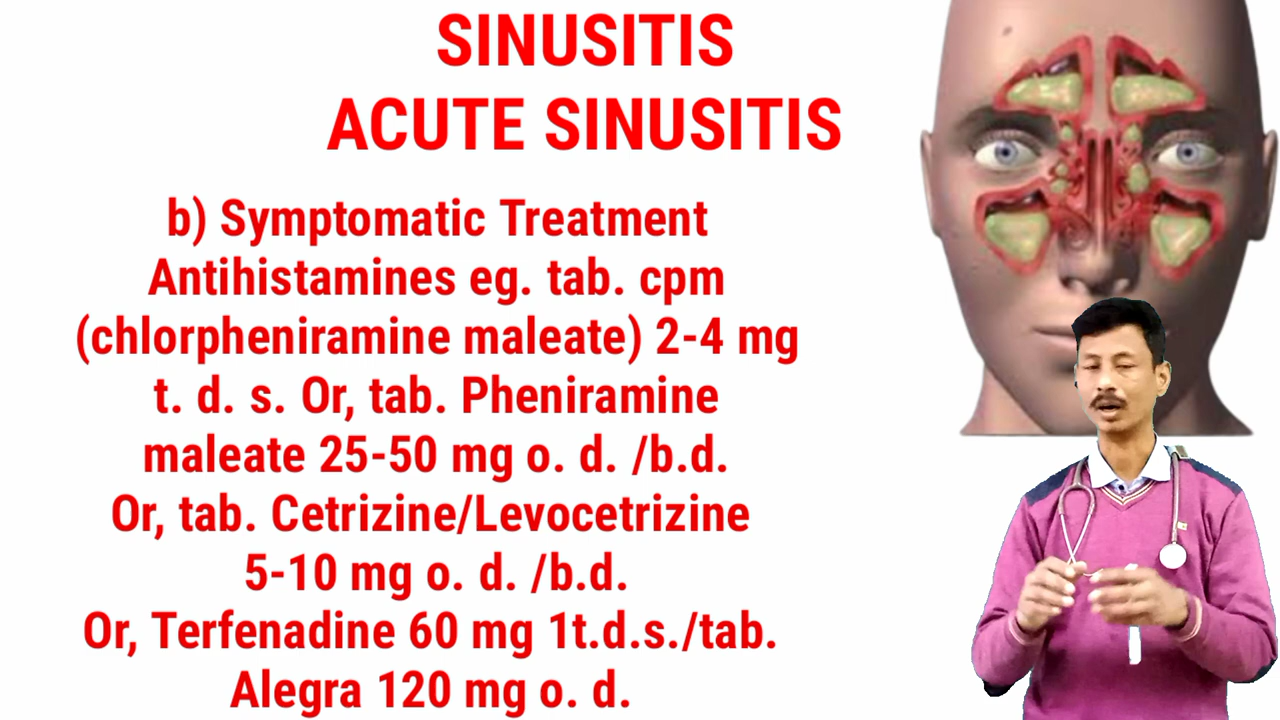 SINUSITIS
ACUTE SINUSITIS
b) Symptomatic Treatment
Antihistamines eg. tab. cpm
(chlorpheniramine maleate) 2-4 mg
t. d. s. Or, tab. Pheniramine
maleate 25-50 mg o. d. /b.d.
Or, tab. Cetrizine/Levocetrizine
5-10 mg o. d. /b.d.
Or, Terfenadine 60 mg 1t.d.s./tab.
Alegra 120 mg o. d.